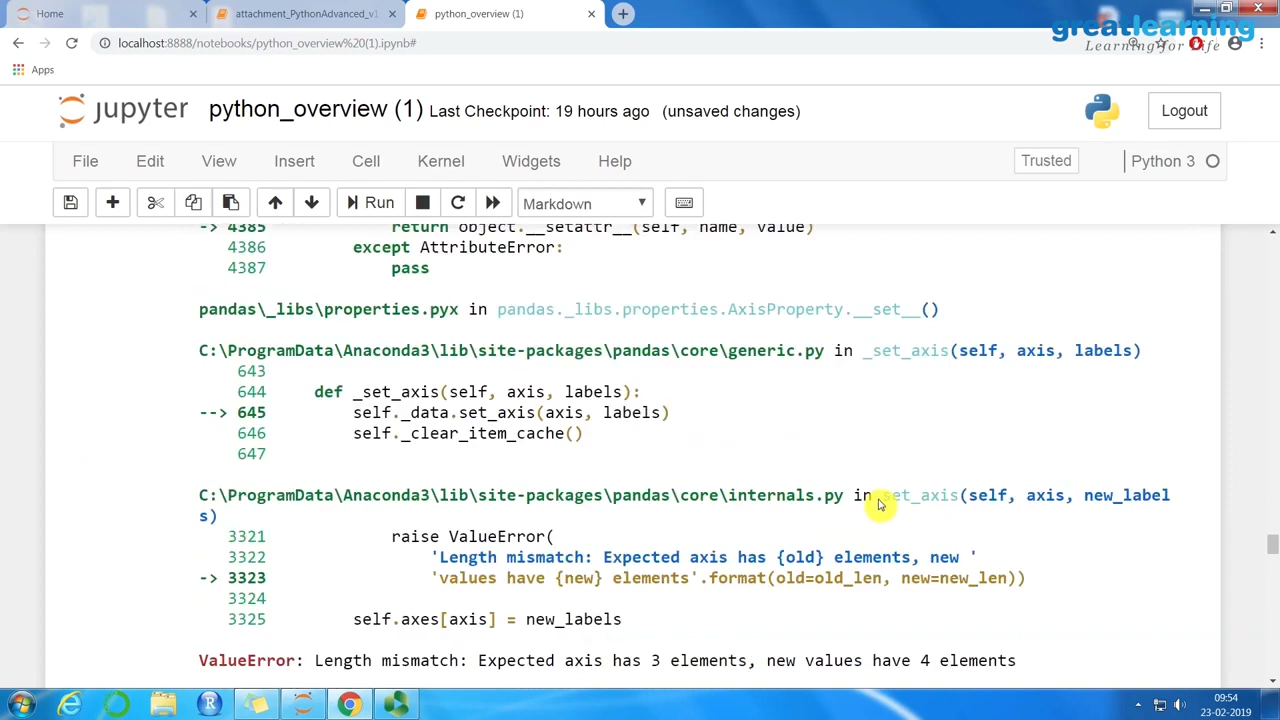 Home
attachment_PythonAdvanced_v1
python_overview (1)
localhost:8888/notebooks/python_overview%20(1).ipynb#
greatlearning
Learning for Life
Apps
jupyter python_overview (1) Last Checkpoint: 19 hours ago (unsaved changes)
Logout
File Edit View Insert Cell Kernel Widgets Help
Trusted
Python 3
Run
Markdown
-> 4385 return object.__setattr__(self, name, value)
4386 except AttributeError:
4387 pass
pandas\_libs\properties.pyx in pandas._libs.properties.AxisProperty.__set__()
C:\ProgramData\Anaconda3\lib\site-packages\pandas\core\generic.py in _set_axis(self, axis, labels)
643
644 def _set_axis(self, axis, labels):
--> 645 self._data.set_axis(axis, labels)
646 self._clear_item_cache()
647
C:\ProgramData\Anaconda3\lib\site-packages\pandas\core\internals.py in set_axis(self, axis, new_label
s)
3321 raise ValueError(
3322 'Length mismatch: Expected axis has {old} elements, new '
-> 3323 'values have {new} elements'.format(old=old_len, new=new_len))
3324
3325 self.axes[axis] = new_labels
ValueError: Length mismatch: Expected axis has 3 elements, new values have 4 elements
09:54
23-02-2019